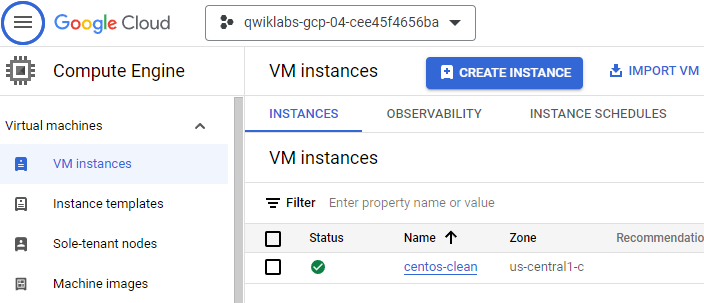 Google Cloud
qwiklabs-gcp-04-cee45f4656ba
Compute Engine
VM instances
CREATE INSTANCE
IMPORT VM
Virtual machines
INSTANCES
OBSERVABILITY
INSTANCE SCHEDULES
VM instances
VM instances
Instance templates
Sole-tenant nodes
Machine images
Filter Enter property name or value
Status Name Zone Recommendatio
centos-clean us-central1-c